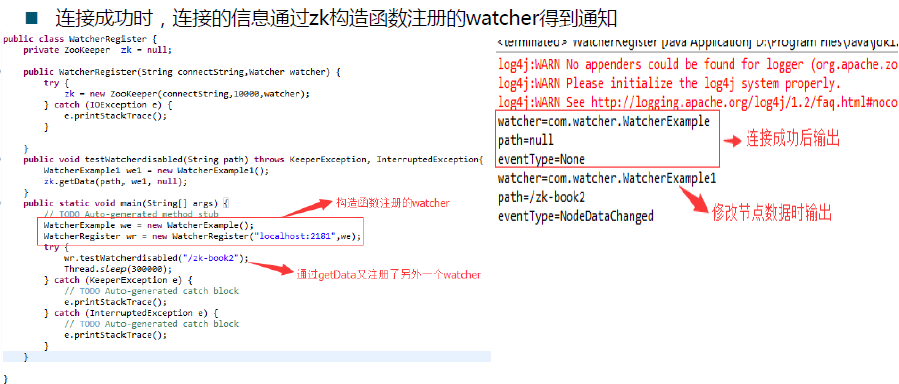 连接成功时，连接的信息通过zk构造函数注册的watcher得到通知
public class WatcherRegister {
private ZooKeeper zk = null;
public WatcherRegister(String connectString,Watcher watcher) {
try {
zk = new ZooKeeper(connectString,10000,watcher);
} catch (IOException e) {
e.printStackTrace();
}
}
public void testWatcherdisabled(String path) throws KeeperException, InterruptedException{
WatcherExample1 we1 = new WatcherExample1();
zk.getData(path, we1, null);
}
public static void main(String[] args) {
// TODO Auto-generated method stub
WatcherExample we = new WatcherExample();
WatcherRegister wr = new WatcherRegister("localhost:2181",we);
try {
wr.testWatcherdisabled("/zk-book2");
Thread.sleep(300000);
} catch (KeeperException e) {
// TODO Auto-generated catch block
e.printStackTrace();
} catch (InterruptedException e) {
// TODO Auto-generated catch block
e.printStackTrace();
}
}
}
构造函数注册的watcher
通过getData又注册了另外一个watcher
<terminated> WatcherRegister [Java Application] D:\Program Files\Java\jdk1.
log4j:WARN No appenders could be found for logger (org.apache.zo
log4j:WARN Please initialize the log4j system properly.
log4j:WARN See http://logging.apache.org/log4j/1.2/faq.html#noco
watcher=com.watcher.WatcherExample
path=null
eventType=None
连接成功后输出
watcher=com.watcher.WatcherExample1
path=/zk-book2
eventType=NodeDataChanged
修改节点数据时输出